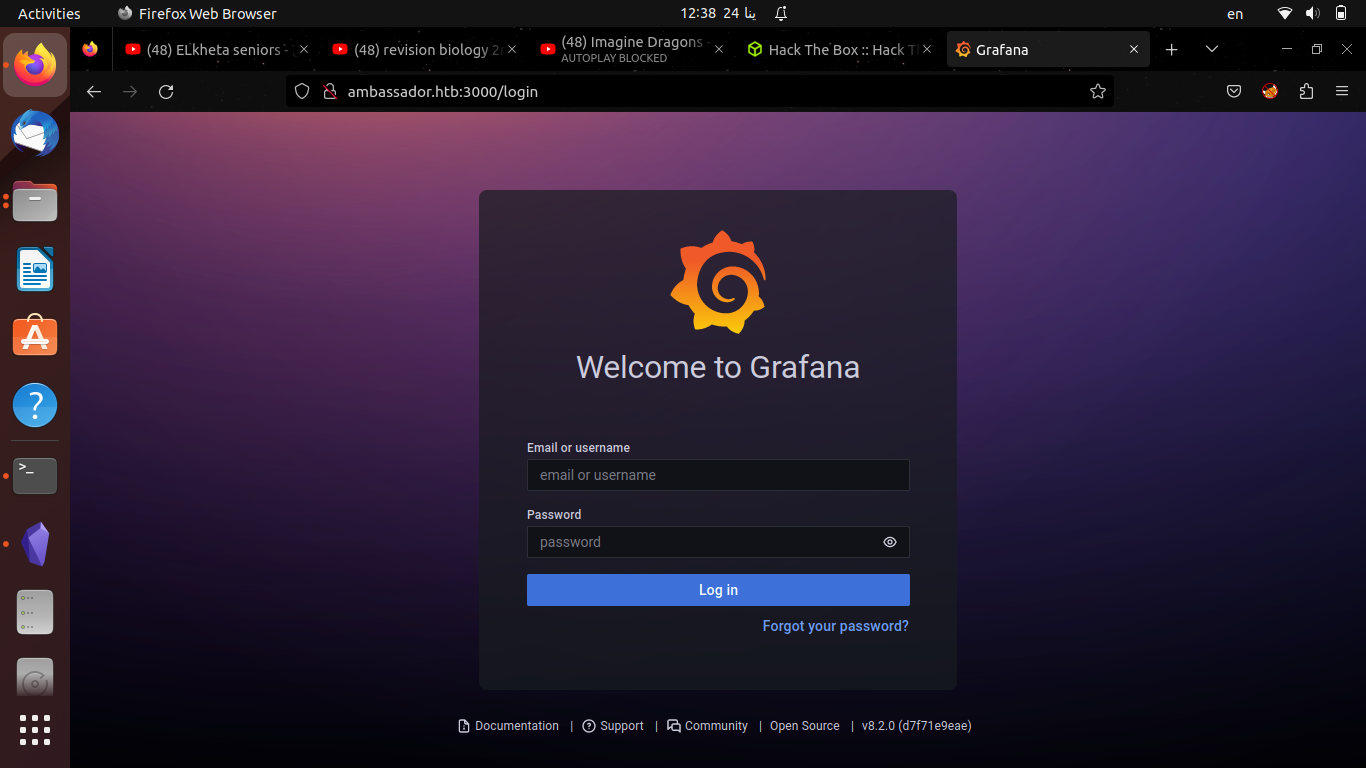 Activities
Firefox Web Browser
12:38 24 ينا
en
(48) ELkheta seniors -
(48) revision biology 2
(48) Imagine Dragons -
AUTOPLAY BLOCKED
Hack The Box :: Hack T
Grafana
ambassador.htb:3000/login
Welcome to Grafana
Email or username
email or username
Password
password
Log in
Forgot your password?
Documentation | Support | Community | Open Source | v8.2.0 (d7f71e9eae)